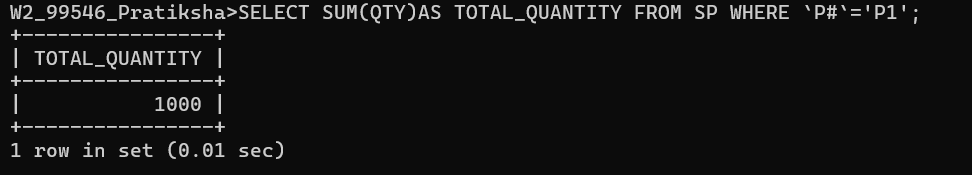 W2_99546_Pratiksha>SELECT SUM(QTY)AS TOTAL_QUANTITY FROM SP WHERE `P#`='P1';
+----------------+
| TOTAL_QUANTITY |
+----------------+
|           1000 |
+----------------+
1 row in set (0.01 sec)